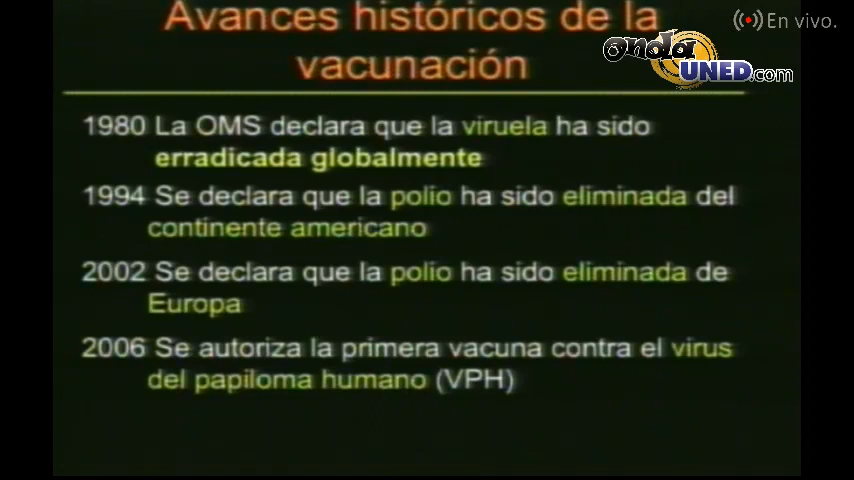 Avances históricos de la
vacunación
((•)) En vivo.
onda
UNED.com
1980 La OMS declara que la viruela ha sido
erradicada globalmente
1994 Se declara que la polio ha sido eliminada del
continente americano
2002 Se declara que la polio ha sido eliminada de
Europa
2006 Se autoriza la primera vacuna contra el virus
del papiloma humano (VPH)